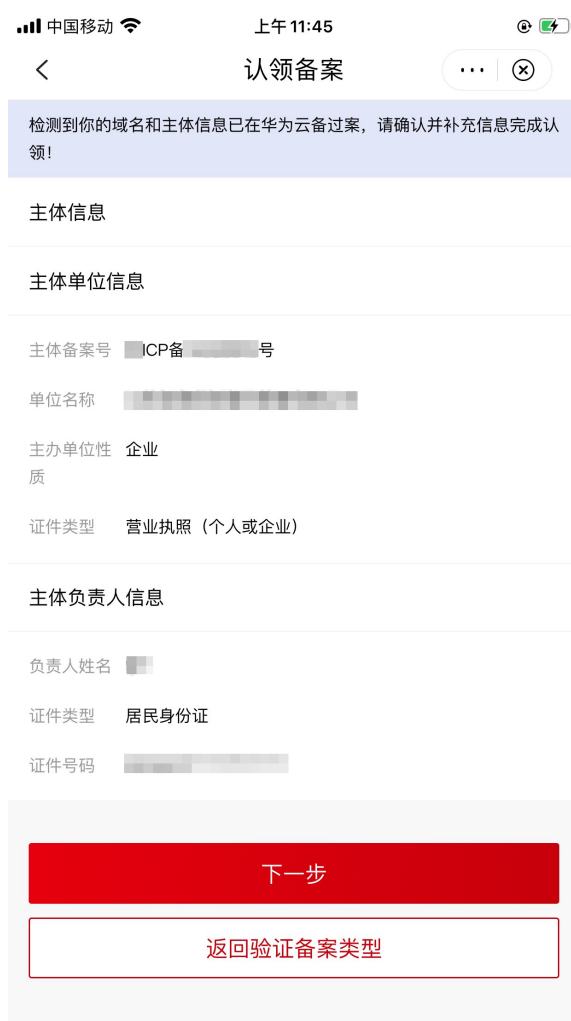 中国移动
上午 11:45
认领备案
检测到你的域名和主体信息已在华为云备过案，请确认并补充信息完成认
领！
主体信息
主体单位信息
主体备案号 ICP备 号
单位名称
主办单位性 企业
质
证件类型 营业执照（个人或企业）
主体负责人信息
负责人姓名
证件类型 居民身份证
证件号码
下一步
返回验证备案类型